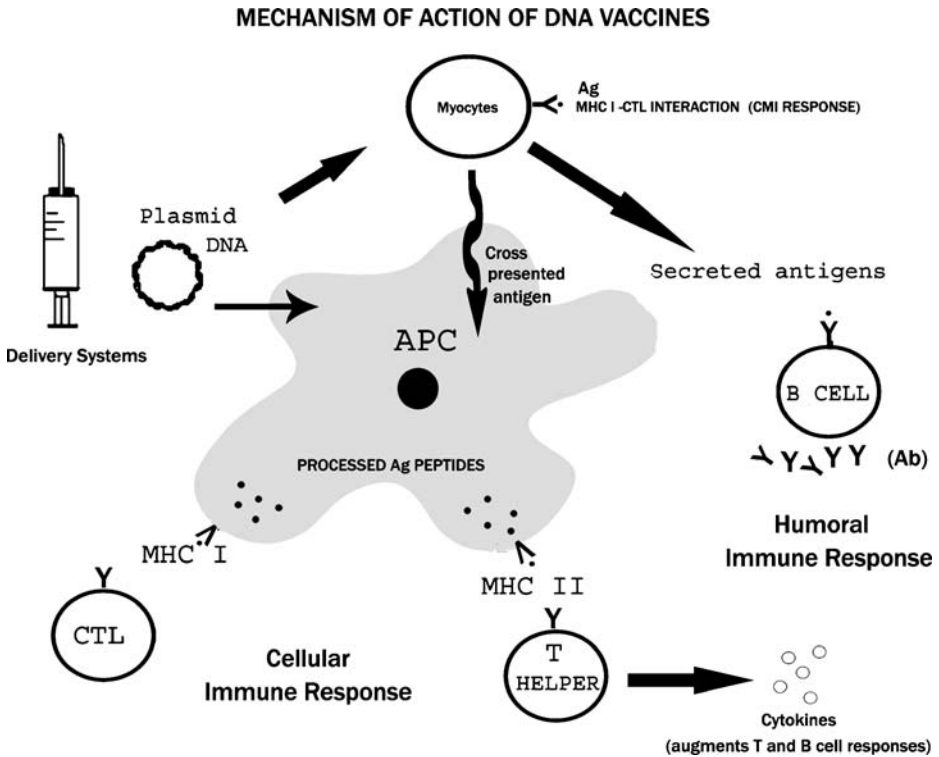 MECHANISM OF ACTION OF DNA VACCINES
Myocytes
Ag
MHC I -CTL INTERACTION (CMI RESPONSE)
Plasmid
DNA
Delivery Systems
Cross
presented
antigen
Secreted antigens
APC
B CELL
(Ab)
PROCESSED Ag PEPTIDES
Humoral
Immune Response
MHC I
MHC II
CTL
T
HELPER
Cellular
Immune Response
Cytokines
(augments T and B cell responses)